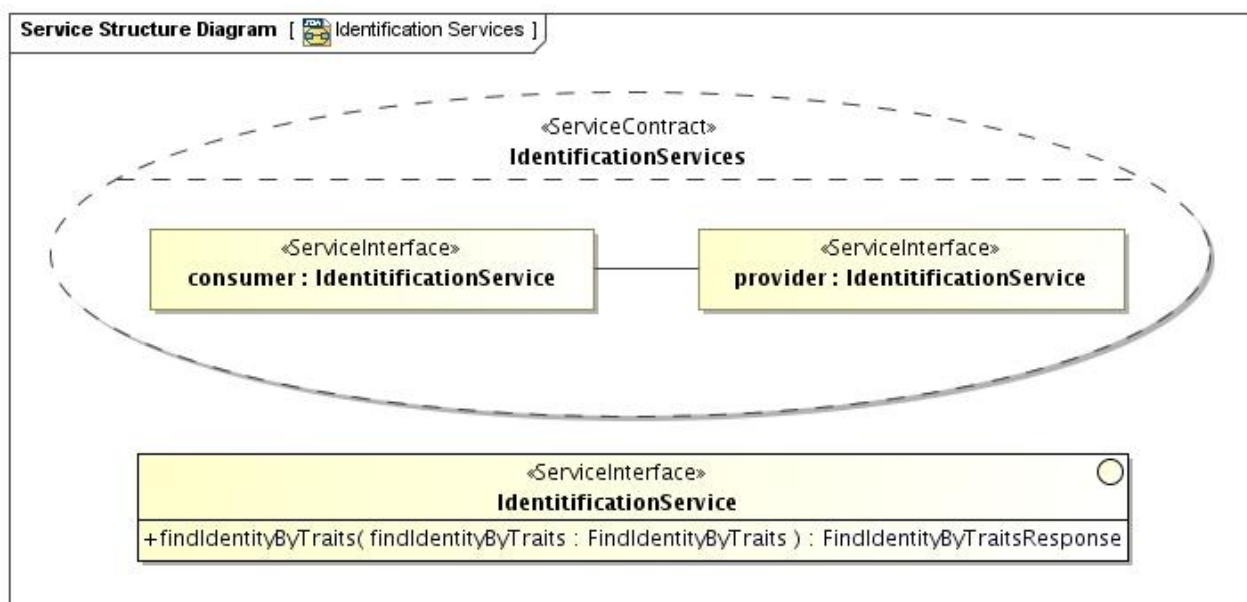 Service Structure Diagram [ Identification Services ]
«ServiceContract»
IdentificationServices
«ServiceInterface»
consumer : IdentitificationService
«ServiceInterface»
provider : IdentitificationService
«ServiceInterface»
IdentitificationService
+findIdentityByTraits( findIdentityByTraits : FindIdentityByTraits ) : FindIdentityByTraitsResponse